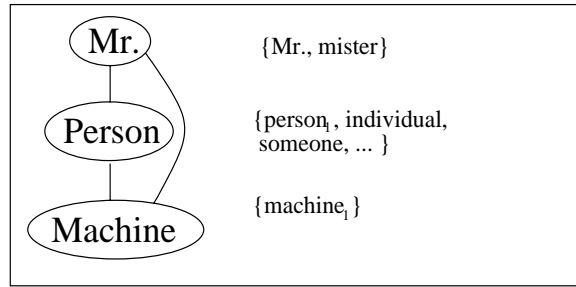 Mr.
{Mr., mister}
Person
{person₁, individual,
someone, ... }
Machine
{machine₁}